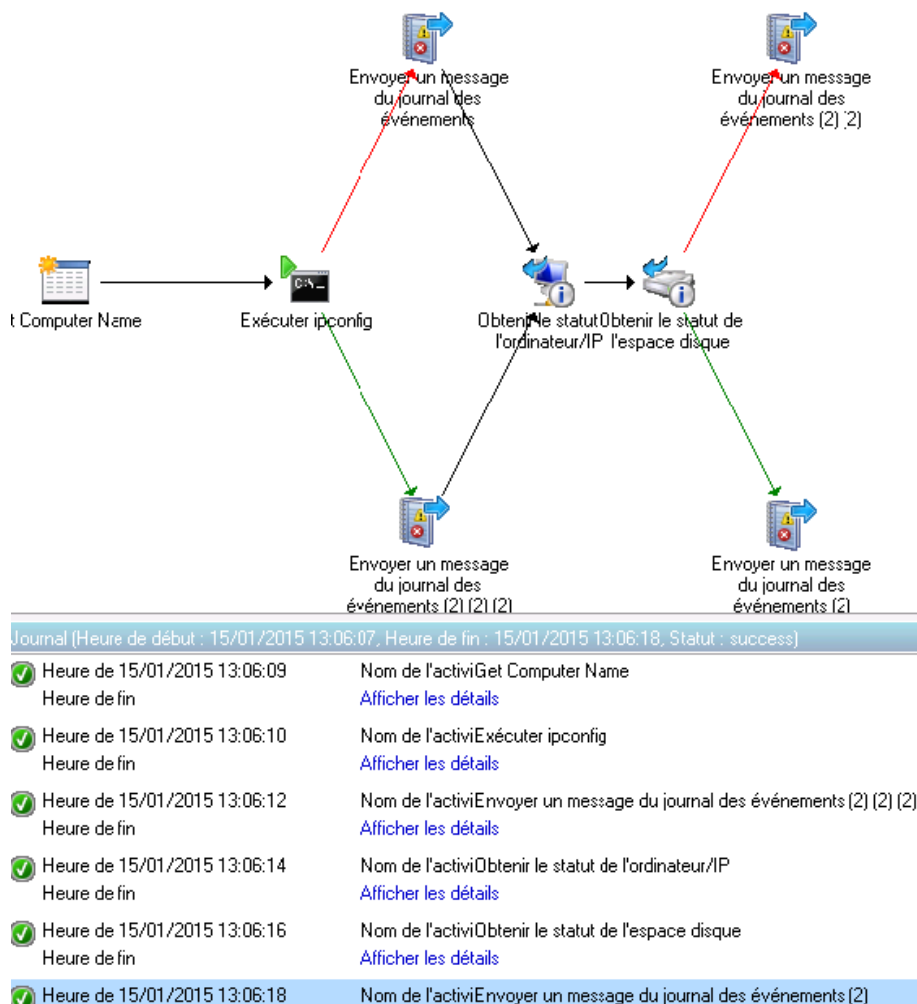 Envoyer un message
du journal des
événements
Envoyer un message
du journal des
événements (2) (2)
t Computer Name
C:\_
Exécuter ipconfig
Obtenir le statut
l'ordinateur/IP
Obtenir le statut de
l'espace disque
Envoyer un message
du journal des
événements (2) (2) (2)
Envoyer un message
du journal des
événements (2)
Journal (Heure de début : 15/01/2015 13:06:07, Heure de fin : 15/01/2015 13:06:18, Statut : success)
Heure de 15/01/2015 13:06:09 Nom de l'activiGet Computer Name
Heure de fin Afficher les détails
Heure de 15/01/2015 13:06:10 Nom de l'activiExécuter ipconfig
Heure de fin Afficher les détails
Heure de 15/01/2015 13:06:12 Nom de l'activiEnvoyer un message du journal des événements (2) (2) (2)
Heure de fin Afficher les détails
Heure de 15/01/2015 13:06:14 Nom de l'activiObtenir le statut de l'ordinateur/IP
Heure de fin Afficher les détails
Heure de 15/01/2015 13:06:16 Nom de l'activiObtenir le statut de l'espace disque
Heure de fin Afficher les détails
Heure de 15/01/2015 13:06:18 Nom de l'activiEnvoyer un message du journal des événements (2)